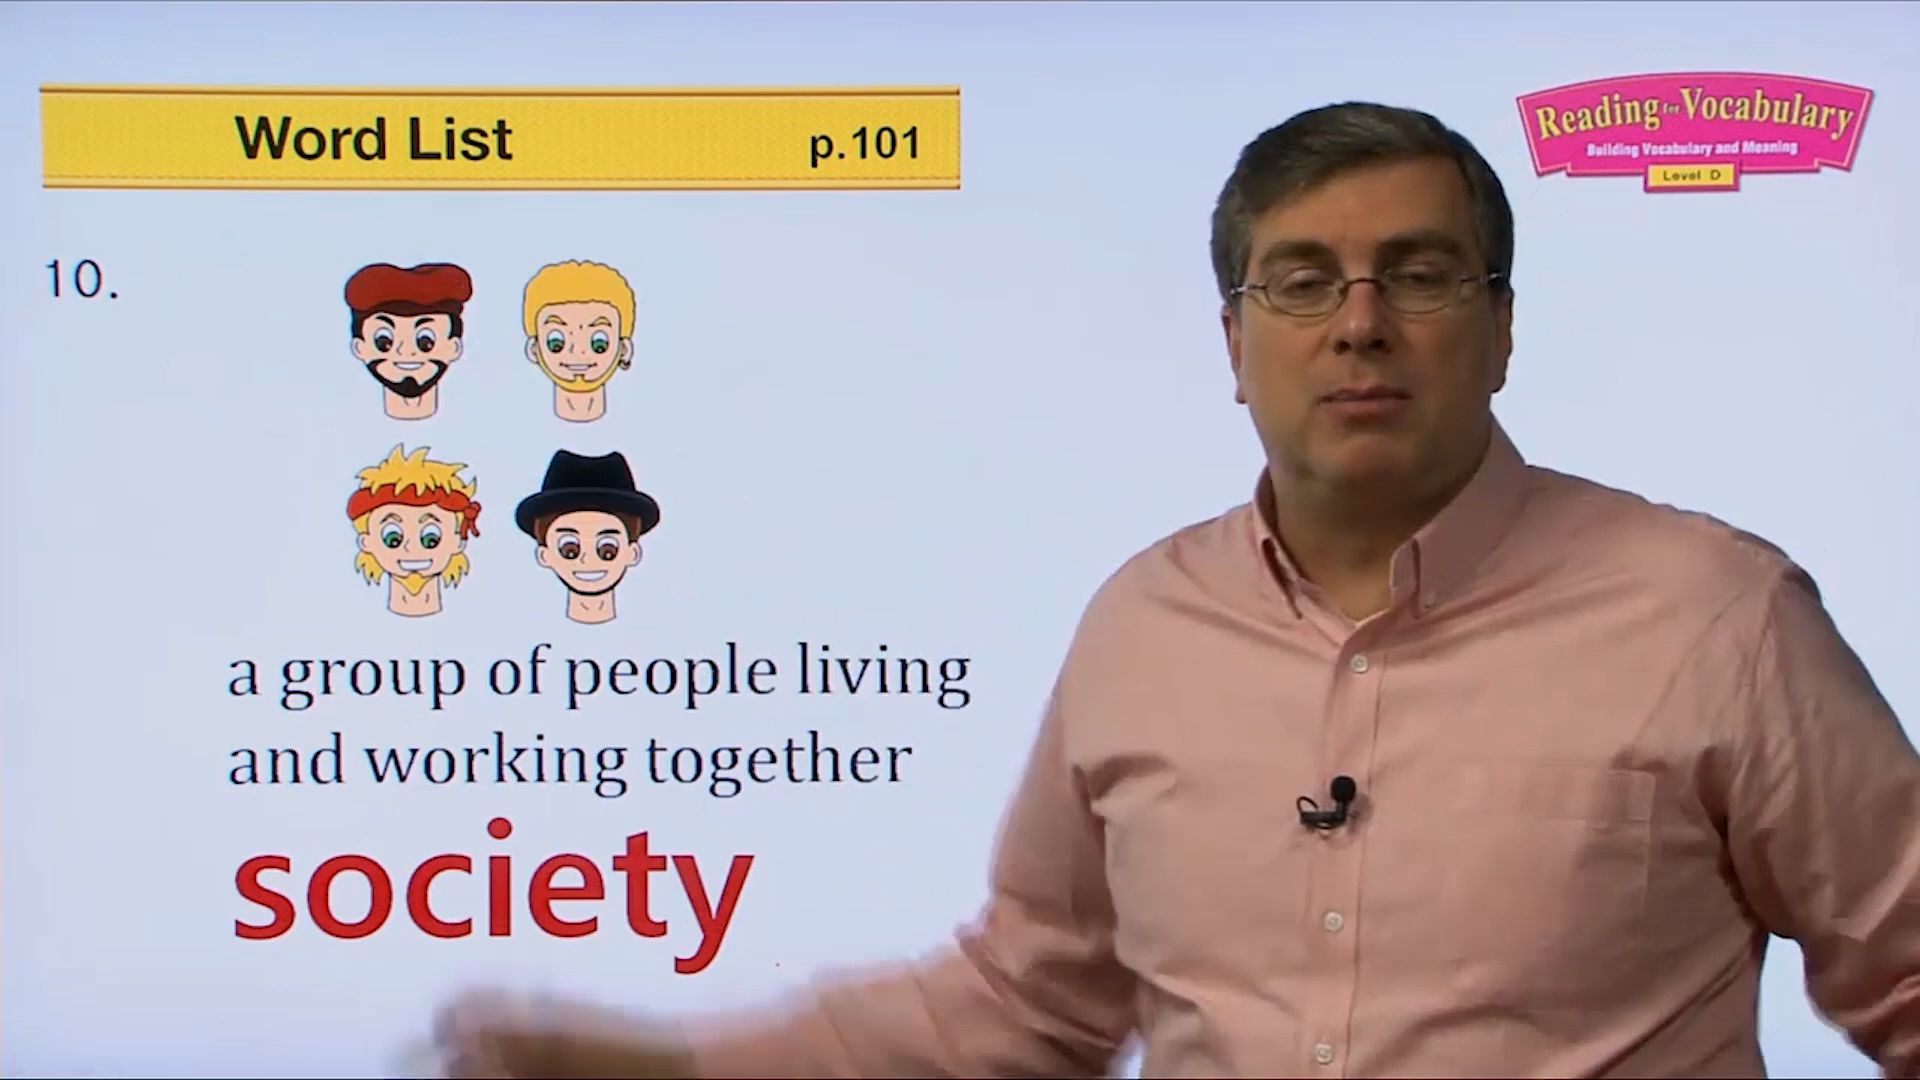 Word List p.101
Reading for Vocabulary
Building Vocabulary and Meaning
Level D
10.
a group of people living
and working together
society